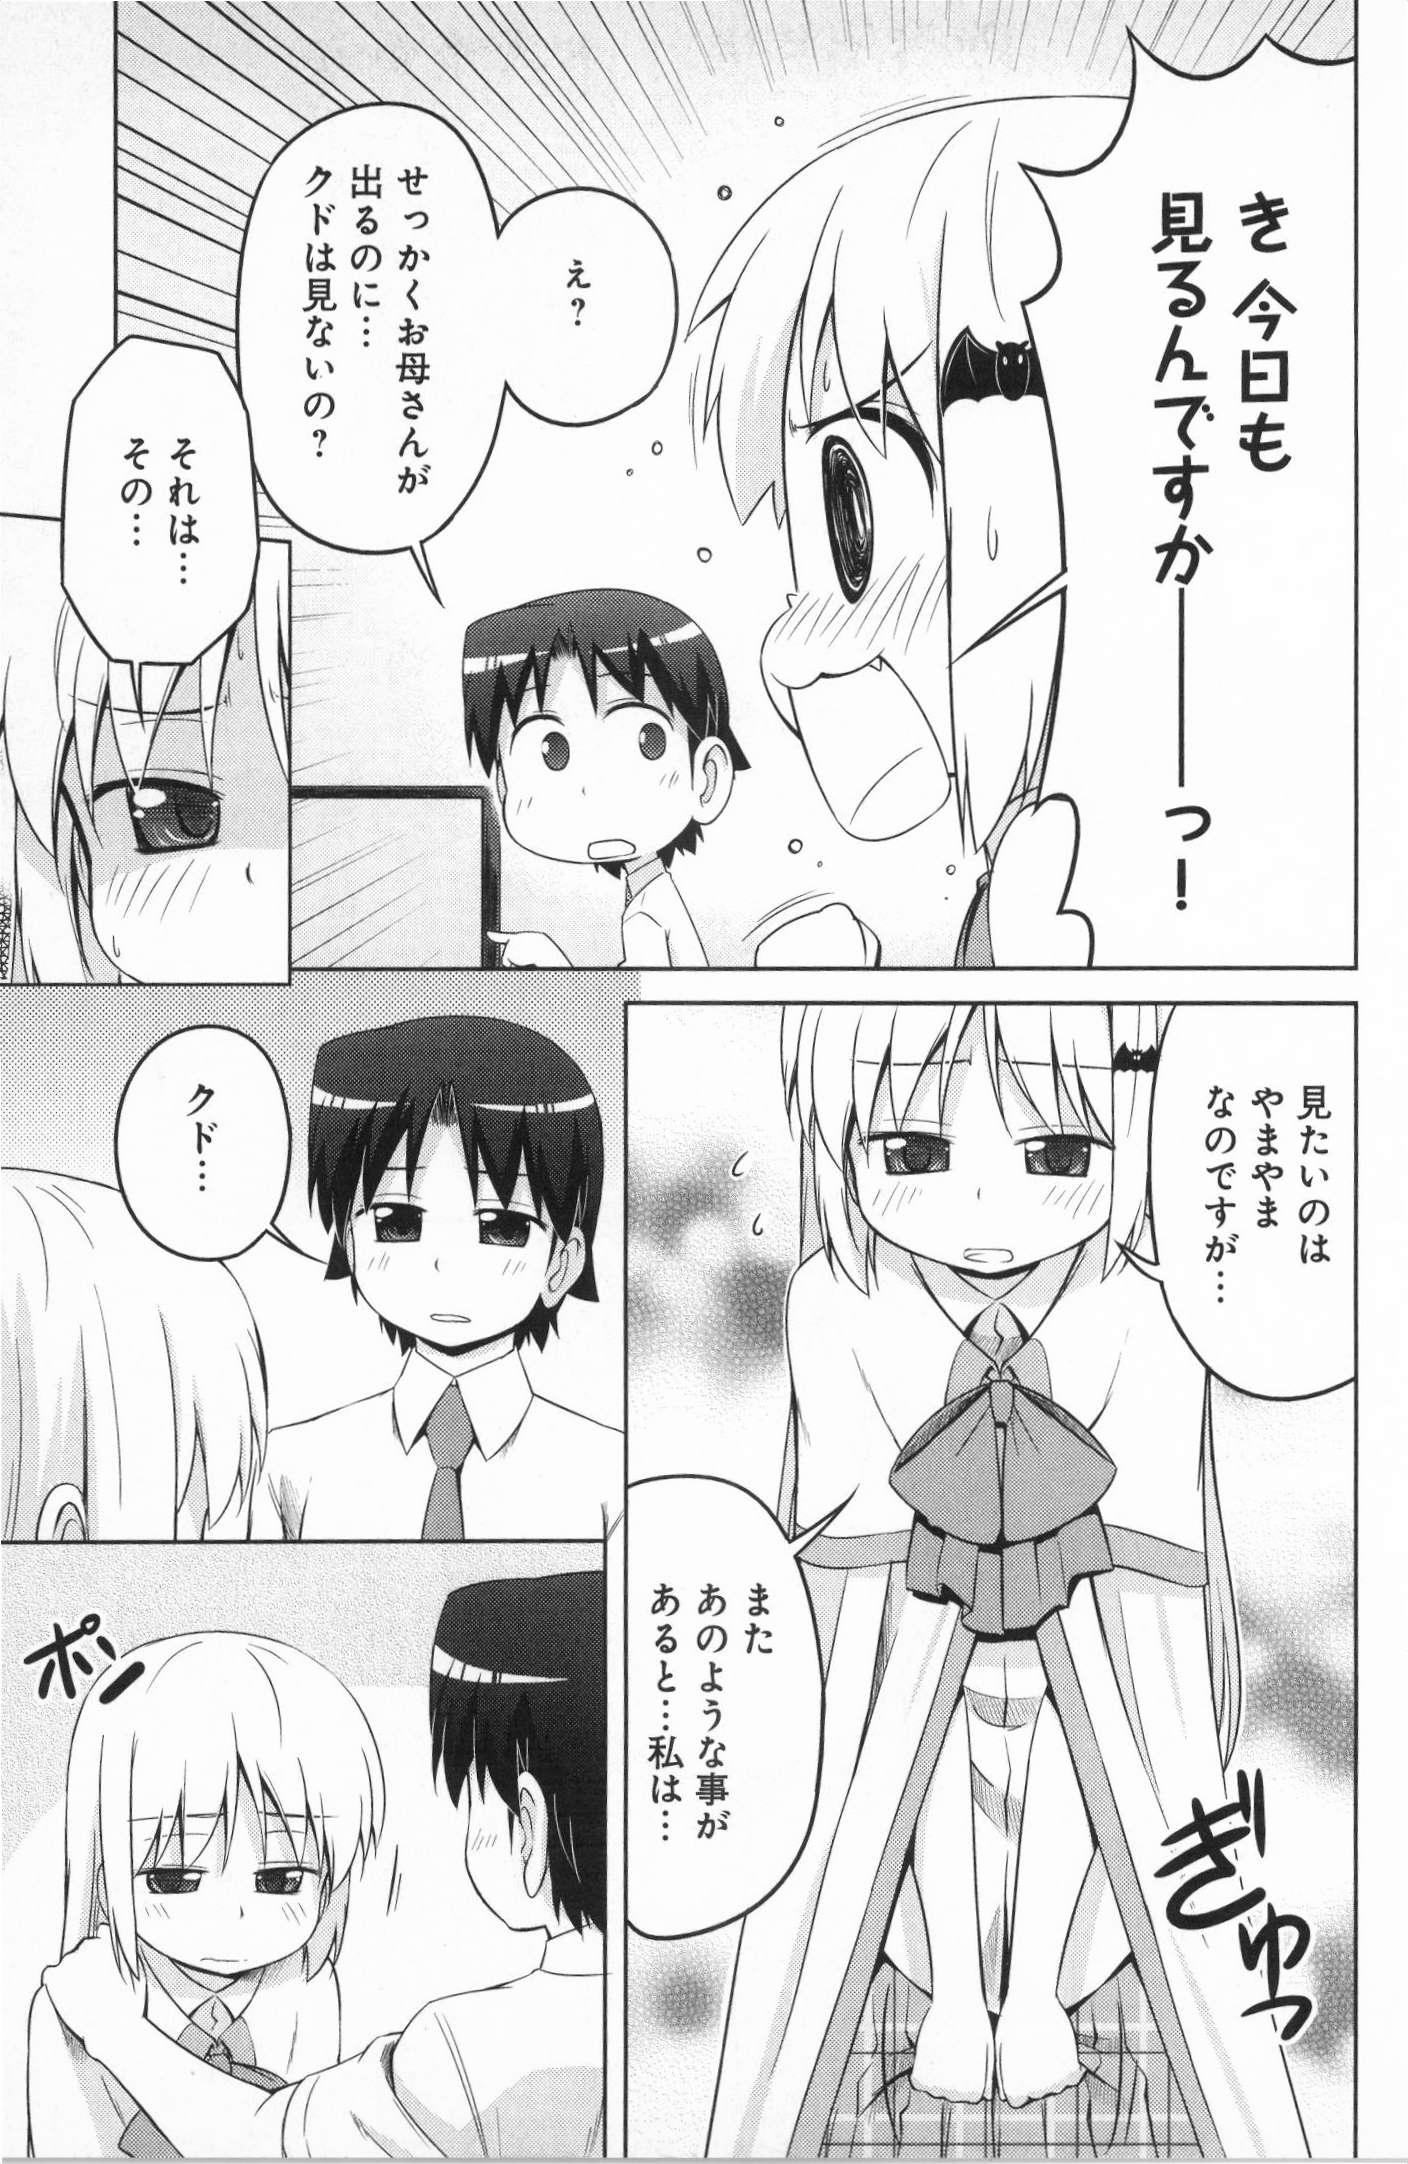 き 今日も
見るんですか――っ!
え?
せっかくお母さんが
出るのに…
クドは見ないの?
それは…
その…
見たいのは
やまやま
なのですが…
また
あのような事が
あると…私は…
ぎゅっ
クド…
ポン